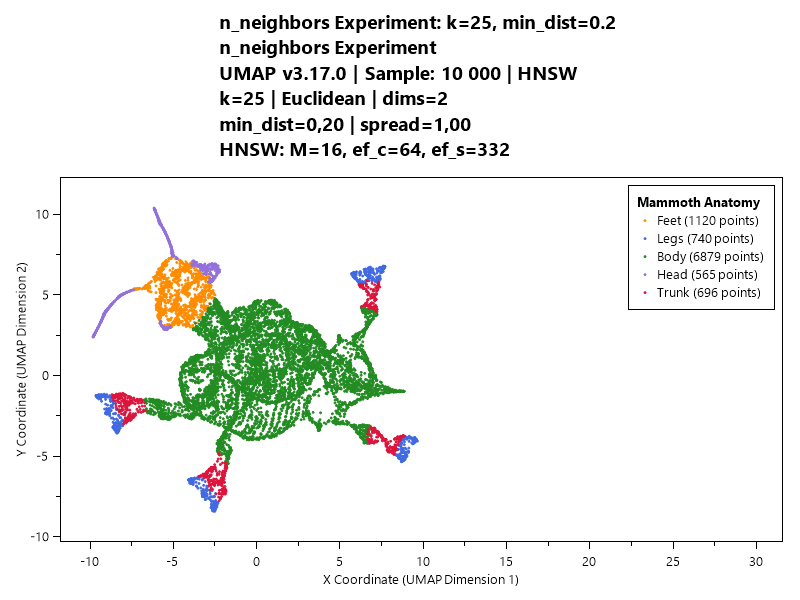 n_neighbors Experiment: k=25, min_dist=0.2
n_neighbors Experiment
UMAP v3.17.0 | Sample: 10 000 | HNSW
k=25 | Euclidean | dims=2
min_dist=0,20 | spread=1,00
HNSW: M=16, ef_c=64, ef_s=332
Mammoth Anatomy
Feet (1120 points)
Legs (740 points)
Body (6879 points)
Head (565 points)
Trunk (696 points)
Y Coordinate (UMAP Dimension 2)
10
5
0
-5
-10
-10 -5 0 5 10 15 20 25 30
X Coordinate (UMAP Dimension 1)